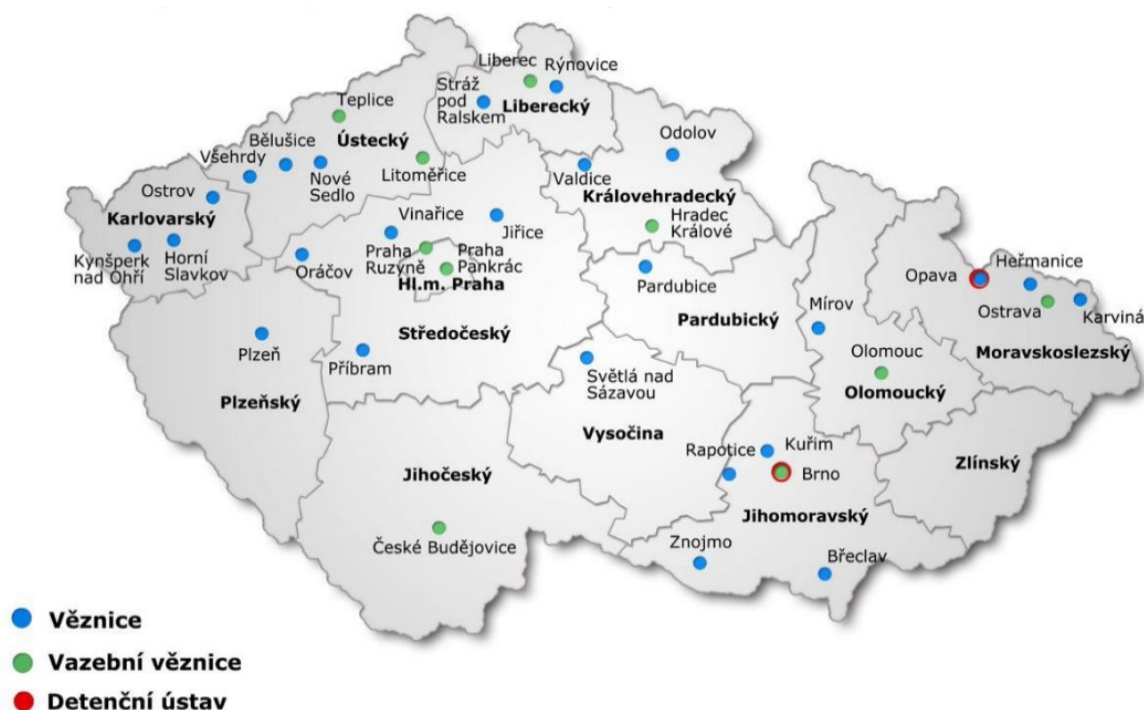 Liberec
Rýnovice
Stráž
pod
Ralskem
Liberecký
Teplice
Ústecký
Bělušice
Všehrdy
Nové
Sedlo
Litoměřice
Odolov
Valdice
Královehradecký
Hradec
Králové
Ostrov
Karlovarský
Kynšperk
nad Ohří
Horní
Slavkov
Vinařice
Jiřice
Oráčov
Praha
Ruzyně
Praha
Pankrác
Hl.m. Praha
Středočeský
Příbram
Plzeň
Plzeňský
Pardubice
Pardubický
Opava
Heřmanice
Ostrava
Karviná
Moravskoslezský
Mírov
Olomouc
Olomoucký
Světlá nad
Sázavou
Vysočina
Jihočeský
České Budějovice
Rapotice
Kuřim
Brno
Jihomoravský
Zlínský
Znojmo
Břeclav
Věznice
Vazební věznice
Detenční ústav